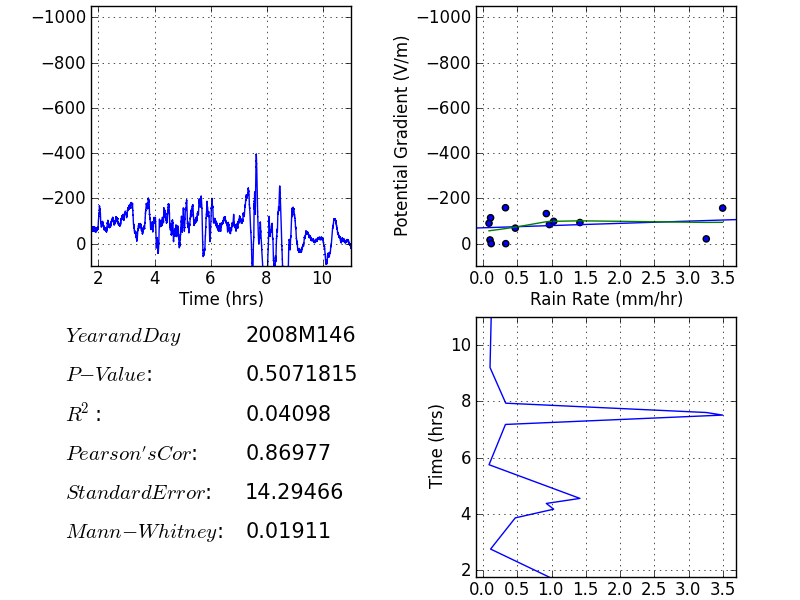 −1000
−800
−600
−400
−200
0
2 4 6 8 10
Time (hrs)
Potential Gradient (V/m)
−1000
−800
−600
−400
−200
0
0.0 0.5 1.0 1.5 2.0 2.5 3.0 3.5
Rain Rate (mm/hr)
YearandDay 2008M146
P−Value: 0.5071815
R²: 0.04098
Pearson'sCor: 0.86977
StandardError: 14.29466
Mann−Whitney: 0.01911
Time (hrs)
10
8
6
4
2
0.0 0.5 1.0 1.5 2.0 2.5 3.0 3.5